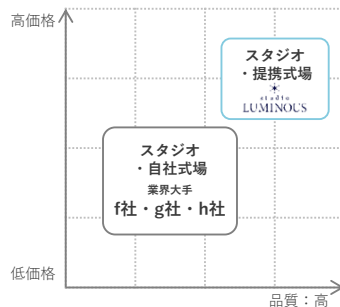 高価格
スタジオ
・提携式場
studio
LUMINOUS
スタジオ
・自社式場
業界大手
f社・g社・h社
低価格
品質：高